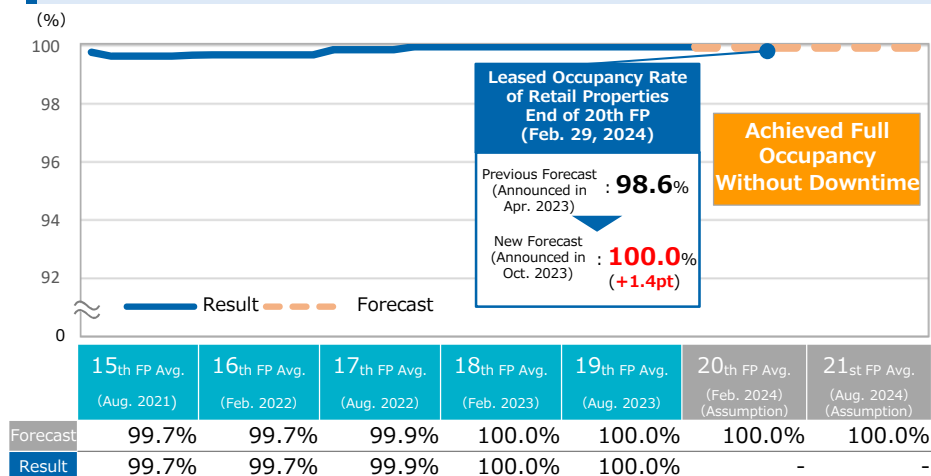 (%)
100
98
96
94
92
0
Leased Occupancy Rate
of Retail Properties
End of 20th FP
(Feb. 29, 2024)
Previous Forecast
(Announced in
Apr. 2023)
: 98.6%
New Forecast
(Announced in
Oct. 2023)
: 100.0%
(+1.4pt)
Achieved Full
Occupancy
Without Downtime
Result
Forecast
15th FP Avg. 16th FP Avg. 17th FP Avg. 18th FP Avg. 19th FP Avg. 20th FP Avg. 21st FP Avg.
(Aug. 2021) (Feb. 2022) (Aug. 2022) (Feb. 2023) (Aug. 2023) (Feb. 2024) (Aug. 2024)
(Assumption) (Assumption)
Forecast 99.7% 99.7% 99.9% 100.0% 100.0% 100.0% 100.0%
Result 99.7% 99.7% 99.9% 100.0% 100.0% - -